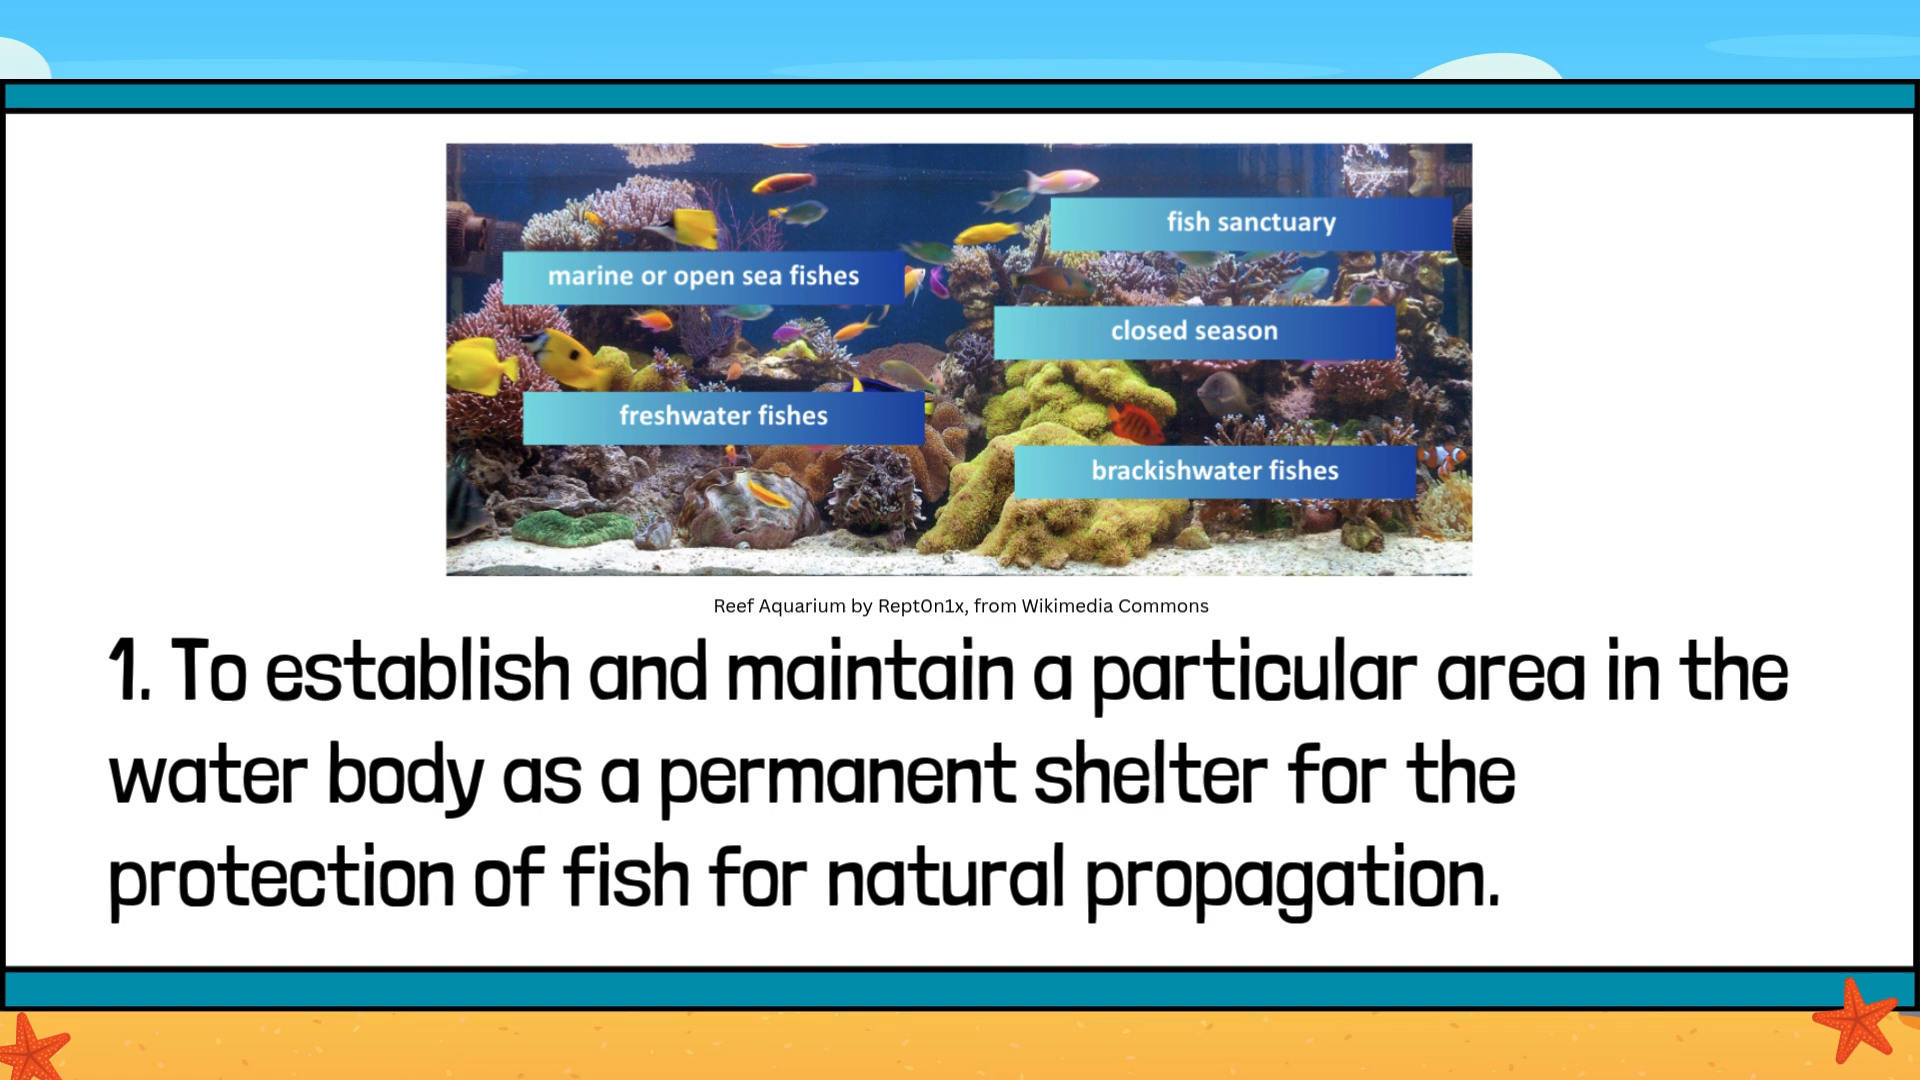 fish sanctuary
marine or open sea fishes
closed season
freshwater fishes
brackishwater fishes
Reef Aquarium by Rept0n1x, from Wikimedia Commons
1. To establish and maintain a particular area in the
water body as a permanent shelter for the
protection of fish for natural propagation.